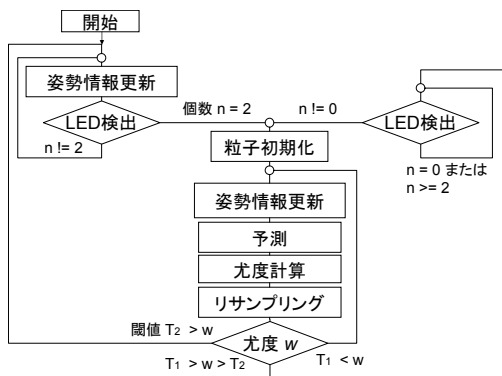 開始
姿勢情報更新
LED検出
個数 n = 2
n != 0
LED検出
n != 2
粒子初期化
n = 0 または
n >= 2
姿勢情報更新
予測
尤度計算
リサンプリング
閾値 T₂ > w
尤度 w
T₁ > w > T₂
T₁ < w